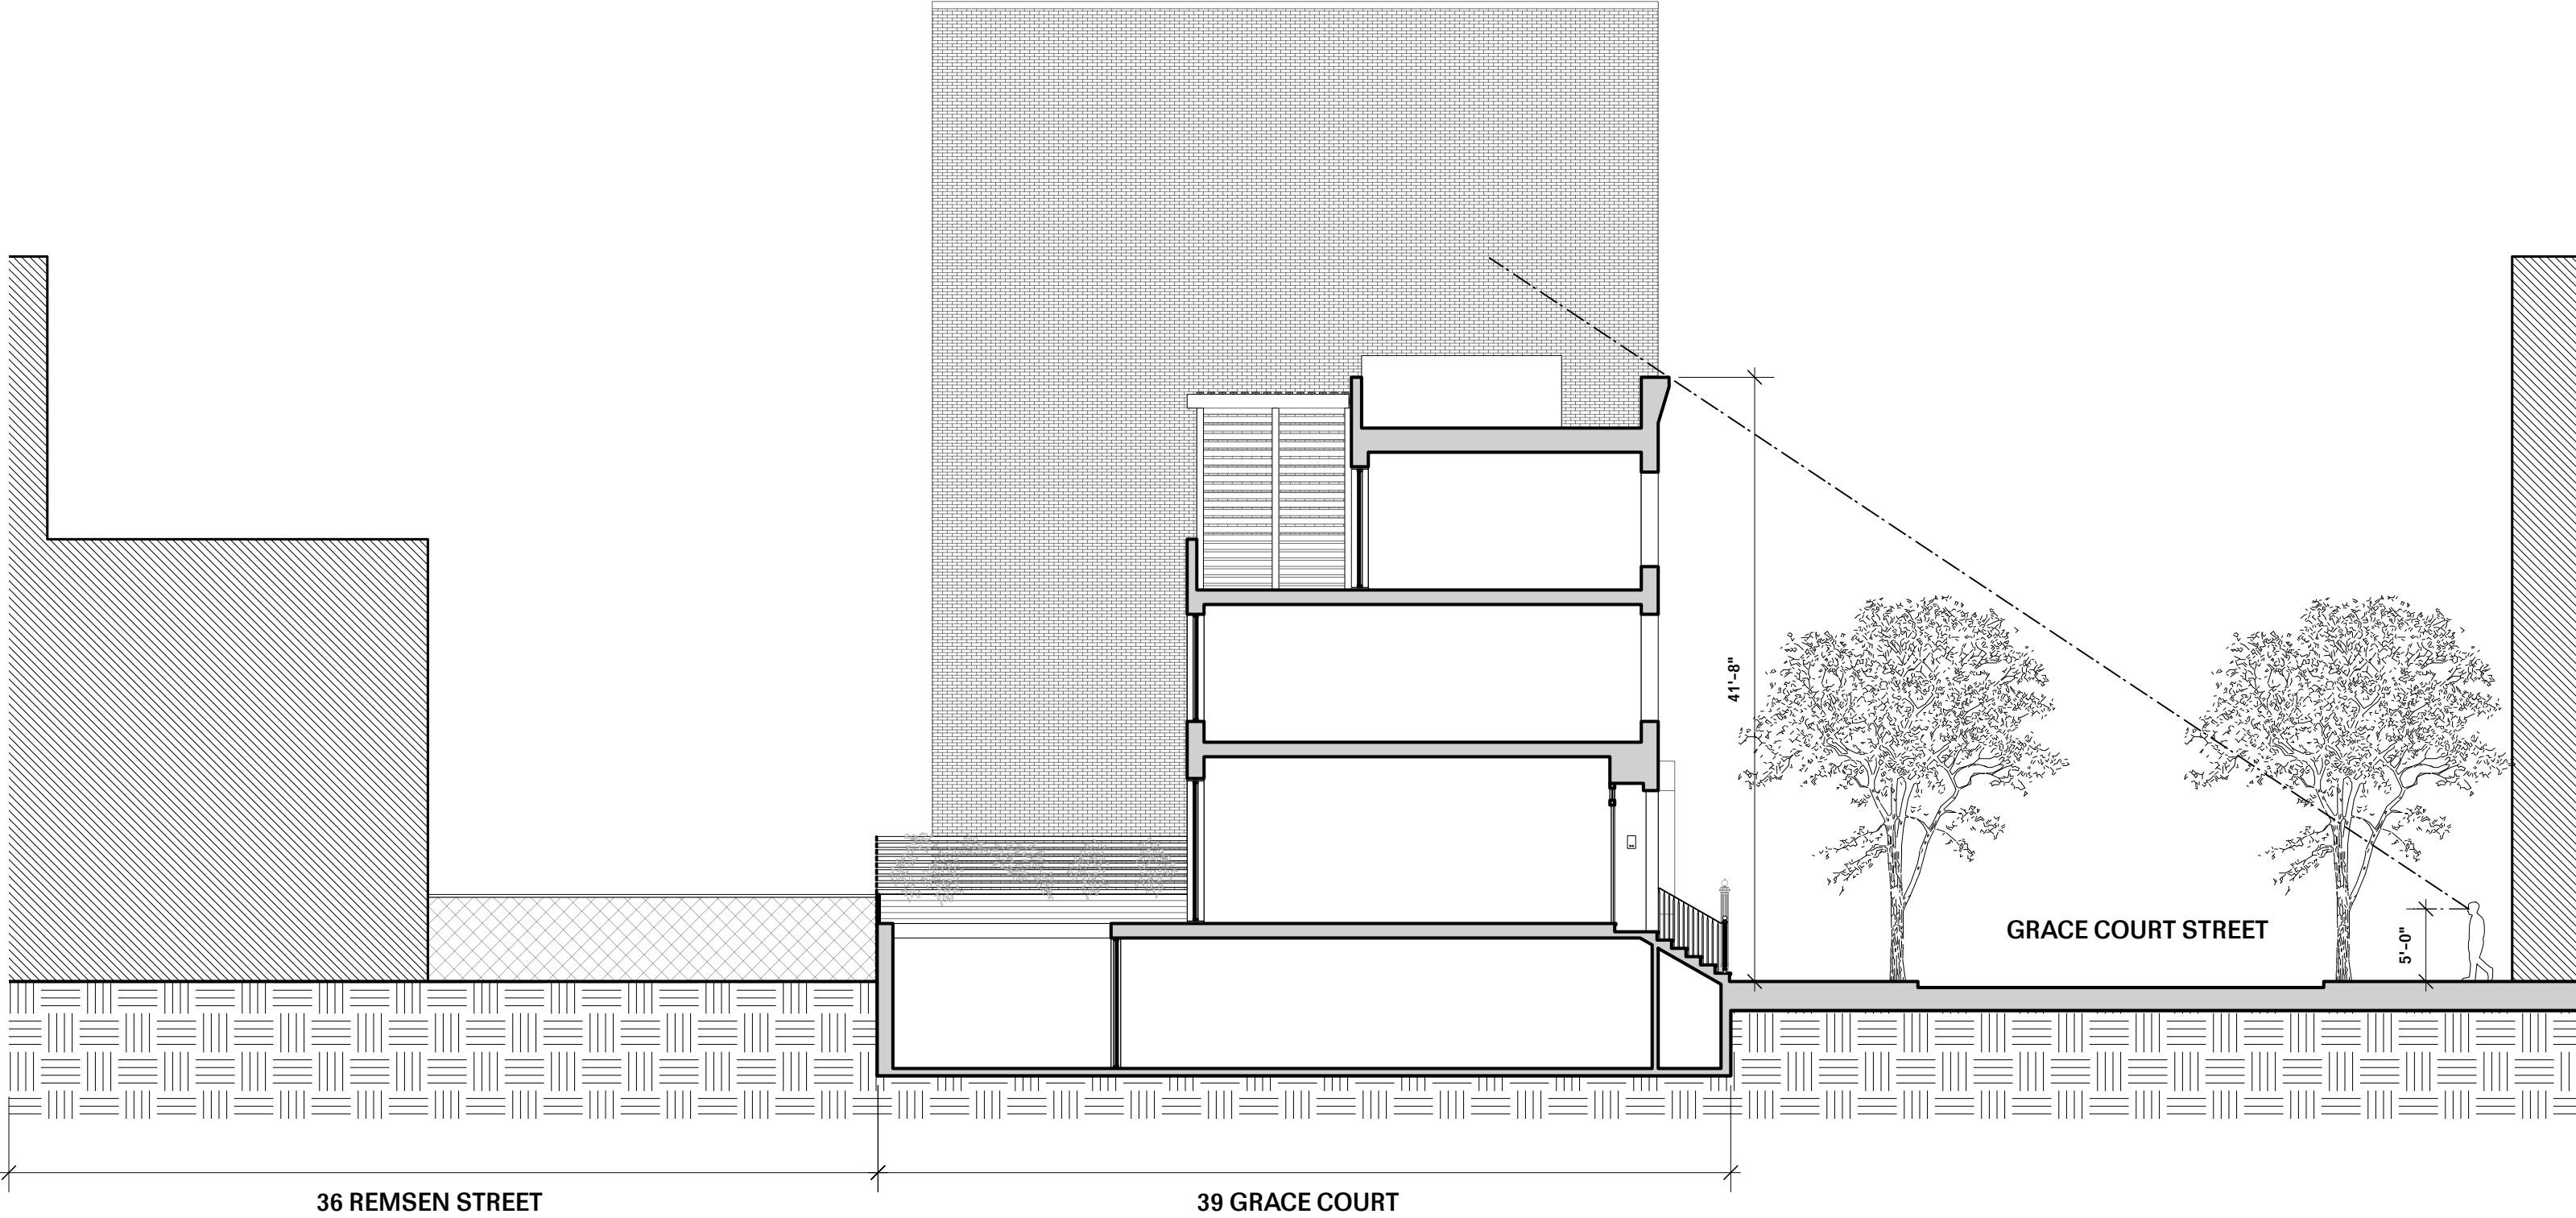 41'-8"
GRACE COURT STREET
5'-0"
36 REMSEN STREET
39 GRACE COURT